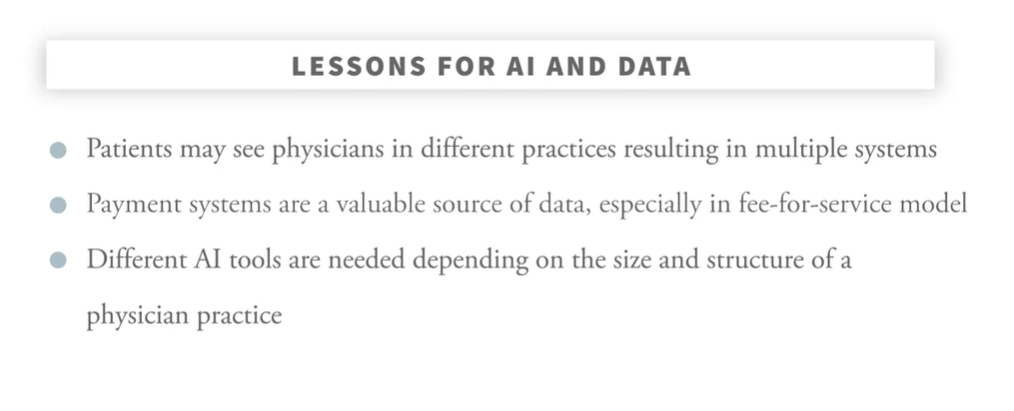 LESSONS FOR AI AND DATA
Patients may see physicians in different practices resulting in multiple systems
Payment systems are a valuable source of data, especially in fee-for-service model
Different AI tools are needed depending on the size and structure of a
physician practice